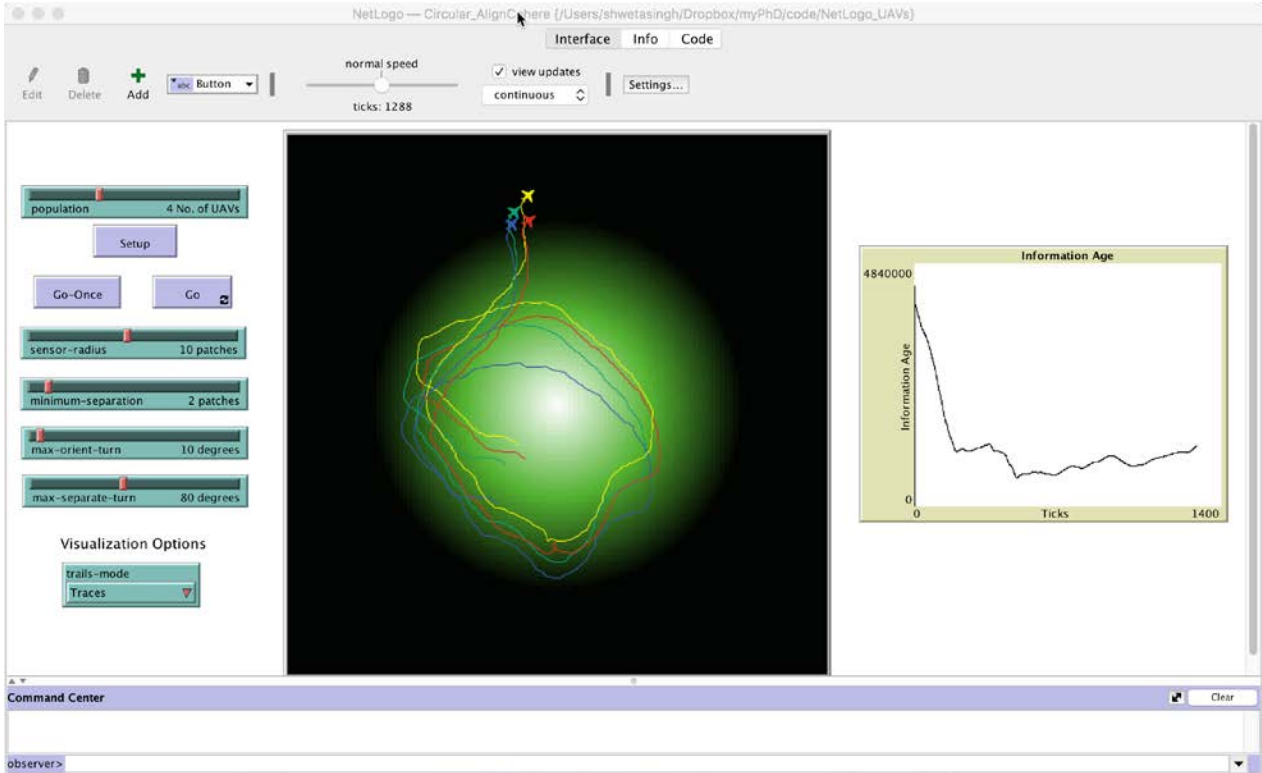 NetLogo — Circular_AlignCohere {/Users/shwetasingh/Dropbox/myPhD/code/NetLogo_UAVs}
Interface Info Code
normal speed
view updates
Edit Delete Add abc Button continuous Settings...
ticks: 1288
population 4 No. of UAVs
Setup
Go-Once Go
sensor-radius 10 patches
minimum-separation 2 patches
max-orient-turn 10 degrees
max-separate-turn 80 degrees
Visualization Options
trails-mode
Traces
Information Age
4840000
Information Age
0
0 Ticks 1400
Command Center Clear
observer>